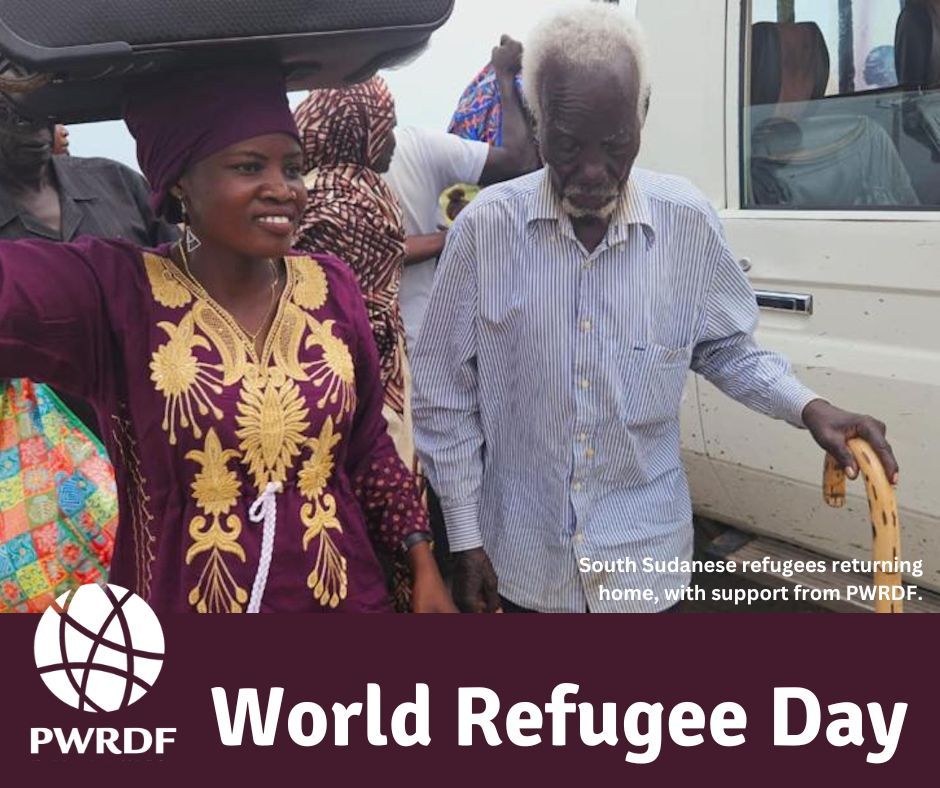 South Sudanese refugees returning
home, with support from PWRDF.
PWRDF
World Refugee Day